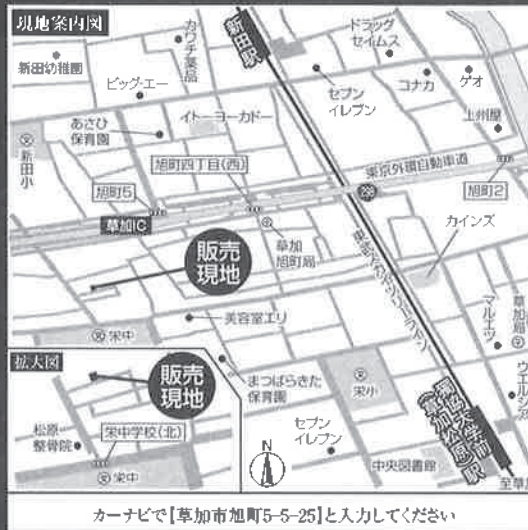 現地案内図
新田駅
新田幼稚園
カワチ薬品
ドラッグ
セイムス
ビッグ・エー
セブン
イレブン
コナカ
ゲオ
上州屋
あさひ
保育園
イトーヨーカドー
新田小
旭町四丁目(西)
東京外環自動車道
旭町5
298
旭町2
草加IC
草加
旭町局
カインズ
販売
現地
東武スカイツリーライン
美容室エリ
栄中
マルエツ
拡大図
販売
現地
まつばらきた
保育園
栄小
ウエルシア
松原
整骨院
栄中学校(北)
栄中
N
セブン
イレブン
獨協大学前
(草加松原)駅
中央図書館
カーナビで【草加市旭町5-5-25】と入力してください